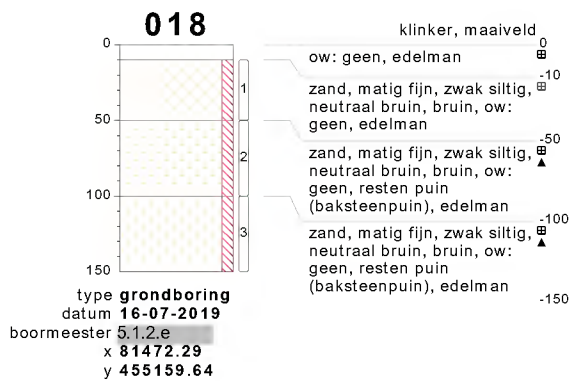 018
klinker, maaiveld
0
0
ow: geen, edelman
-10
1
zand, matig fijn, zwak siltig,
neutraal bruin, bruin, ow:
geen, edelman
50
-50
2
zand, matig fijn, zwak siltig,
neutraal bruin, bruin, ow:
geen, resten puin
(baksteenpuin), edelman
100
-100
3
zand, matig fijn, zwak siltig,
neutraal bruin, bruin, ow:
geen, resten puin
(baksteenpuin), edelman
150
-150
type grondboring
datum 16-07-2019
boormeester 5.1.2.e
x 81472.29
y 455159.64